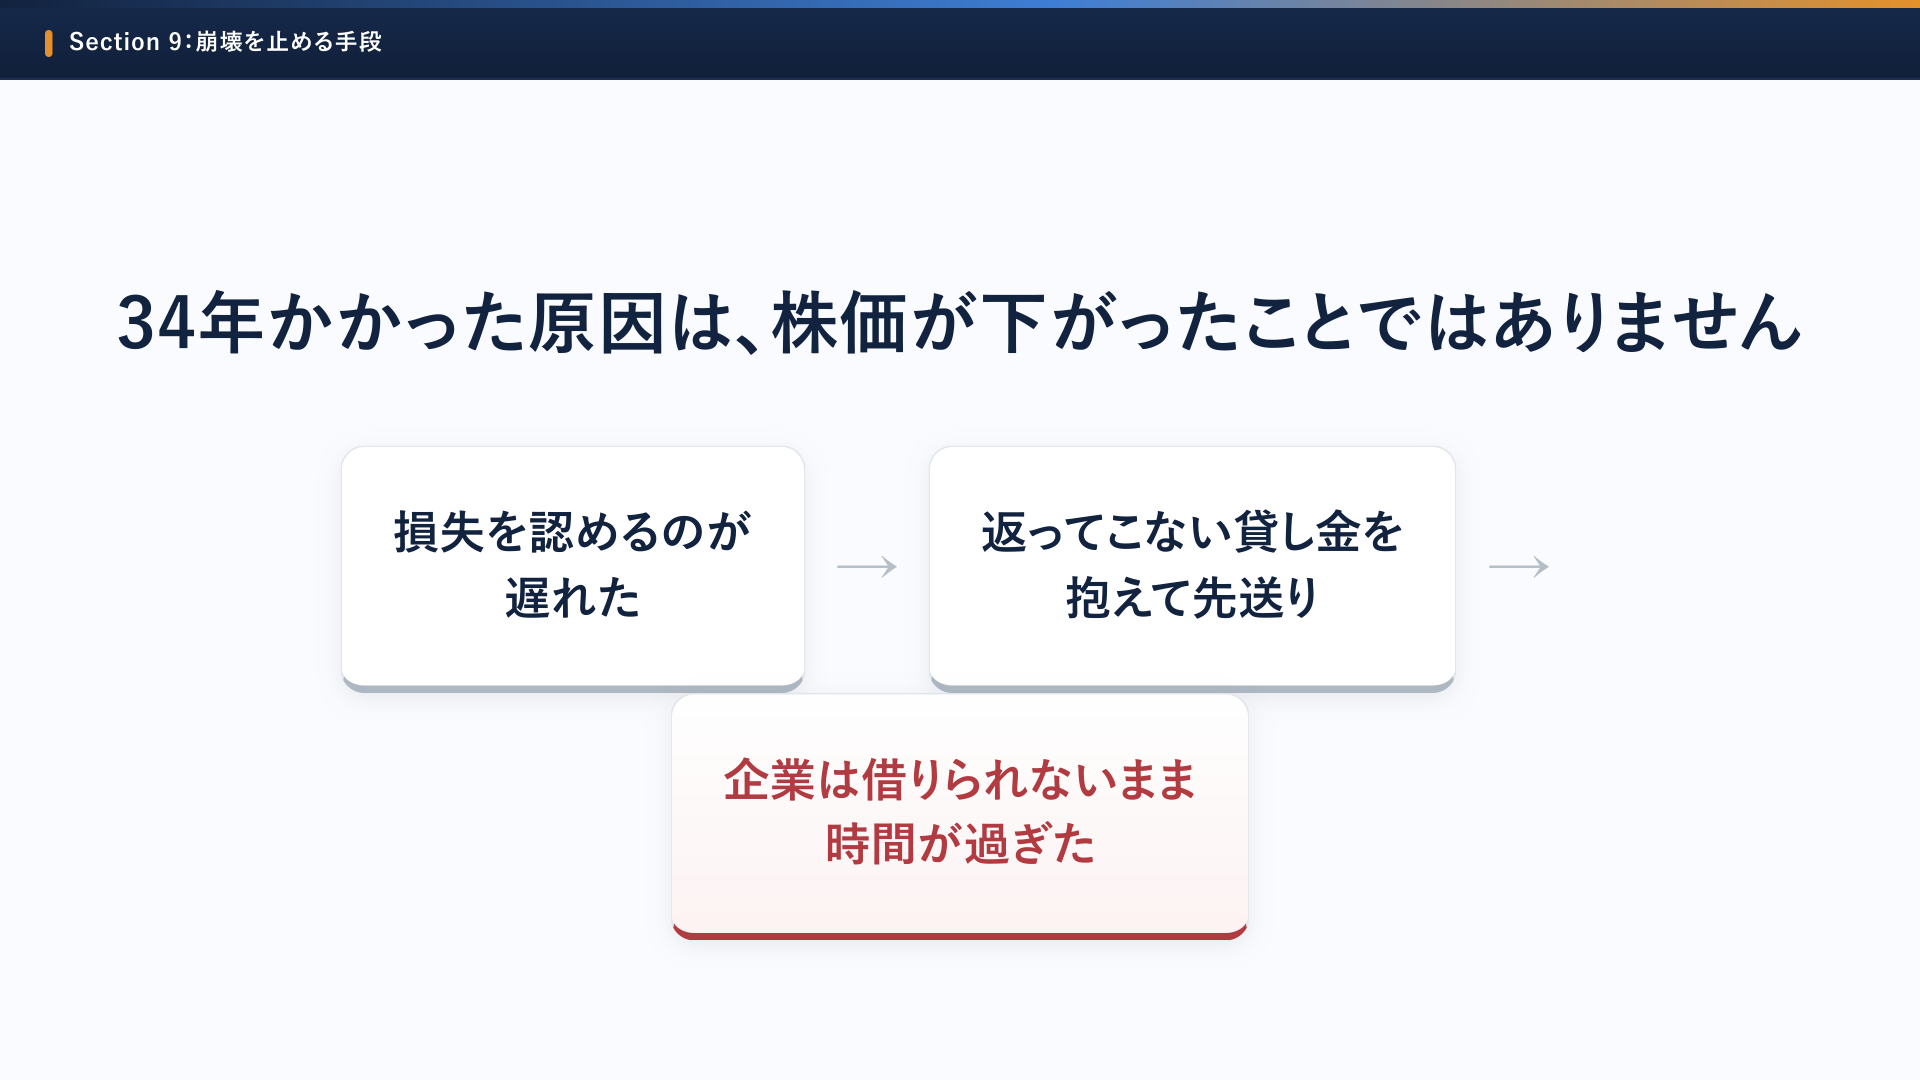 Section 9：崩壊を止める手段
34年かかった原因は、株価が下がったことではありません
損失を認めるのが
遅れた
→
返ってこない貸し金を
抱えて先送り
→
企業は借りられないまま
時間が過ぎた